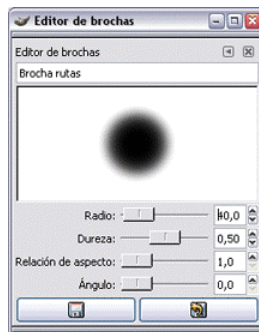 Editor de brochas
Editor de brochas
Brocha rutas
Radio: 40,0
Dureza: 0,50
Relación de aspecto: 1,0
Ángulo: 0,0